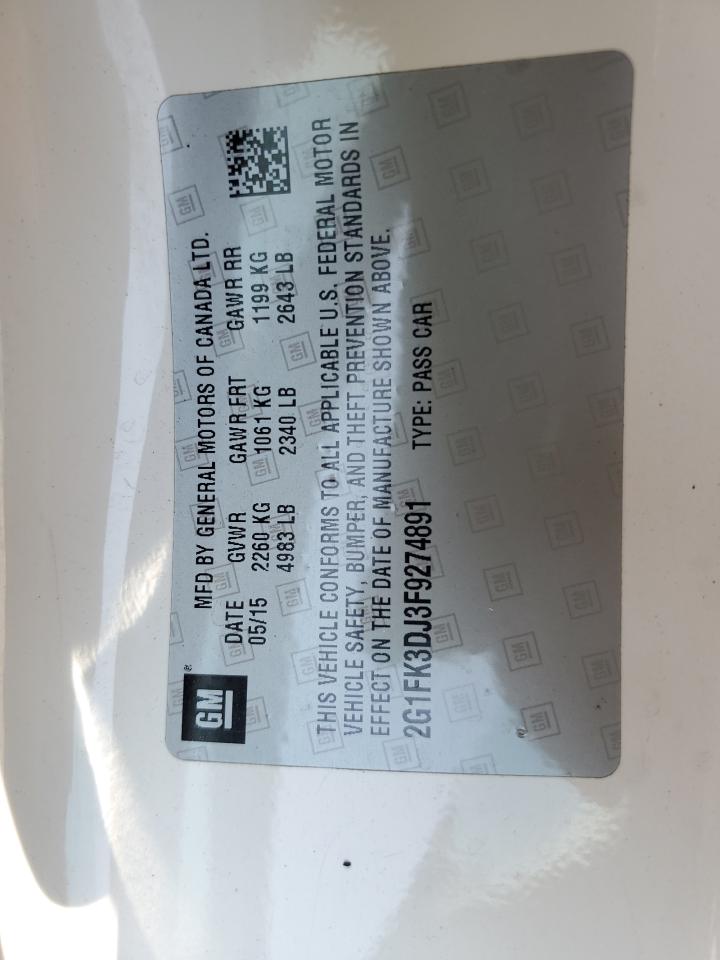 GM®
MFD BY GENERAL MOTORS OF CANADA LTD.
DATE GVWR GAWR FRT GAWR RR
05/15 2260 KG 1061 KG 1199 KG
4983 LB 2340 LB 2643 LB
THIS VEHICLE CONFORMS TO ALL APPLICABLE U.S. FEDERAL MOTOR
VEHICLE SAFETY, BUMPER, AND THEFT PREVENTION STANDARDS IN
EFFECT ON THE DATE OF MANUFACTURE SHOWN ABOVE.
2G1FK3DJ3F9274891 TYPE: PASS CAR